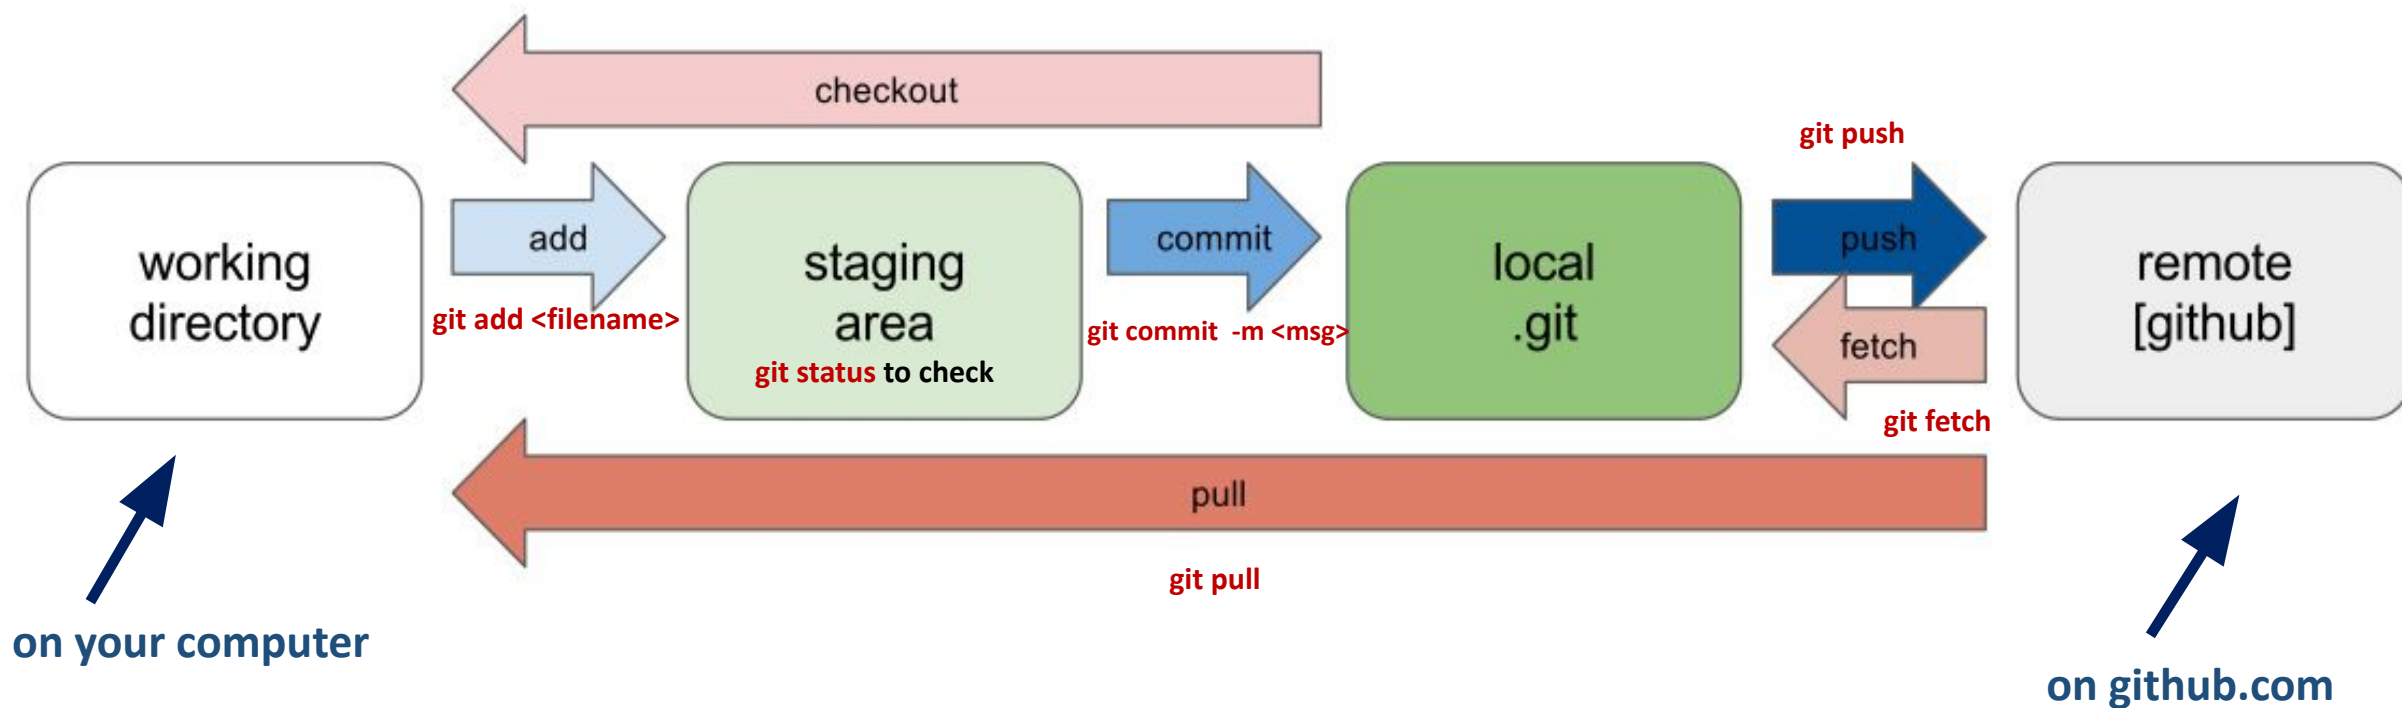 checkout
git push
working
directory
add
git add <filename>
staging
area
git status to check
commit
git commit -m <msg>
local
.git
push
fetch
git fetch
remote
[github]
pull
git pull
on your computer
on github.com